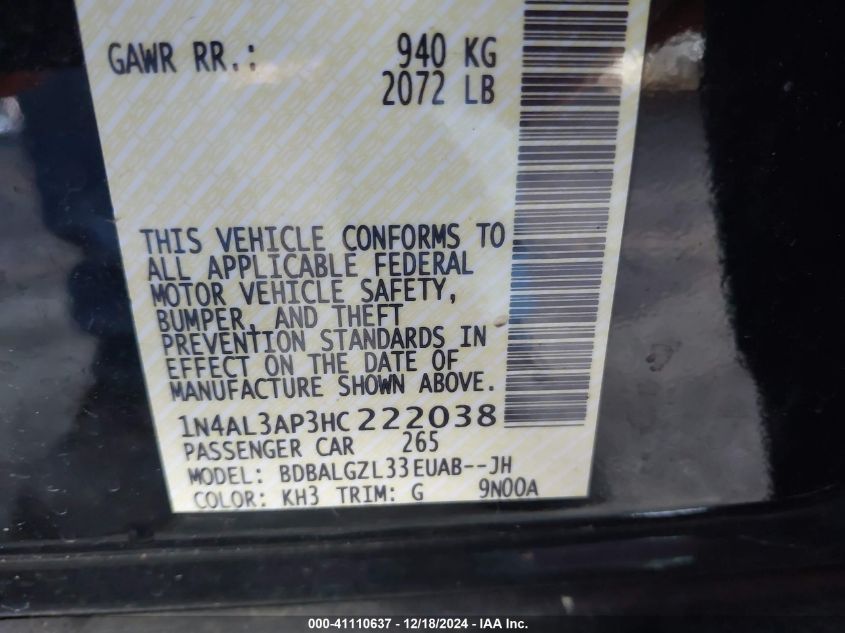 GAWR RR.: 940 KG
2072 LB
THIS VEHICLE CONFORMS TO
ALL APPLICABLE FEDERAL
MOTOR VEHICLE SAFETY,
BUMPER, AND THEFT
PREVENTION STANDARDS IN
EFFECT ON THE DATE OF
MANUFACTURE SHOWN ABOVE.
1N4AL3AP3HC222038
PASSENGER CAR 265
MODEL: BDBALGZL33EUAB--JH
COLOR: KH3 TRIM: G 9N00A
000-41110637 - 12/18/2024 - IAA Inc.